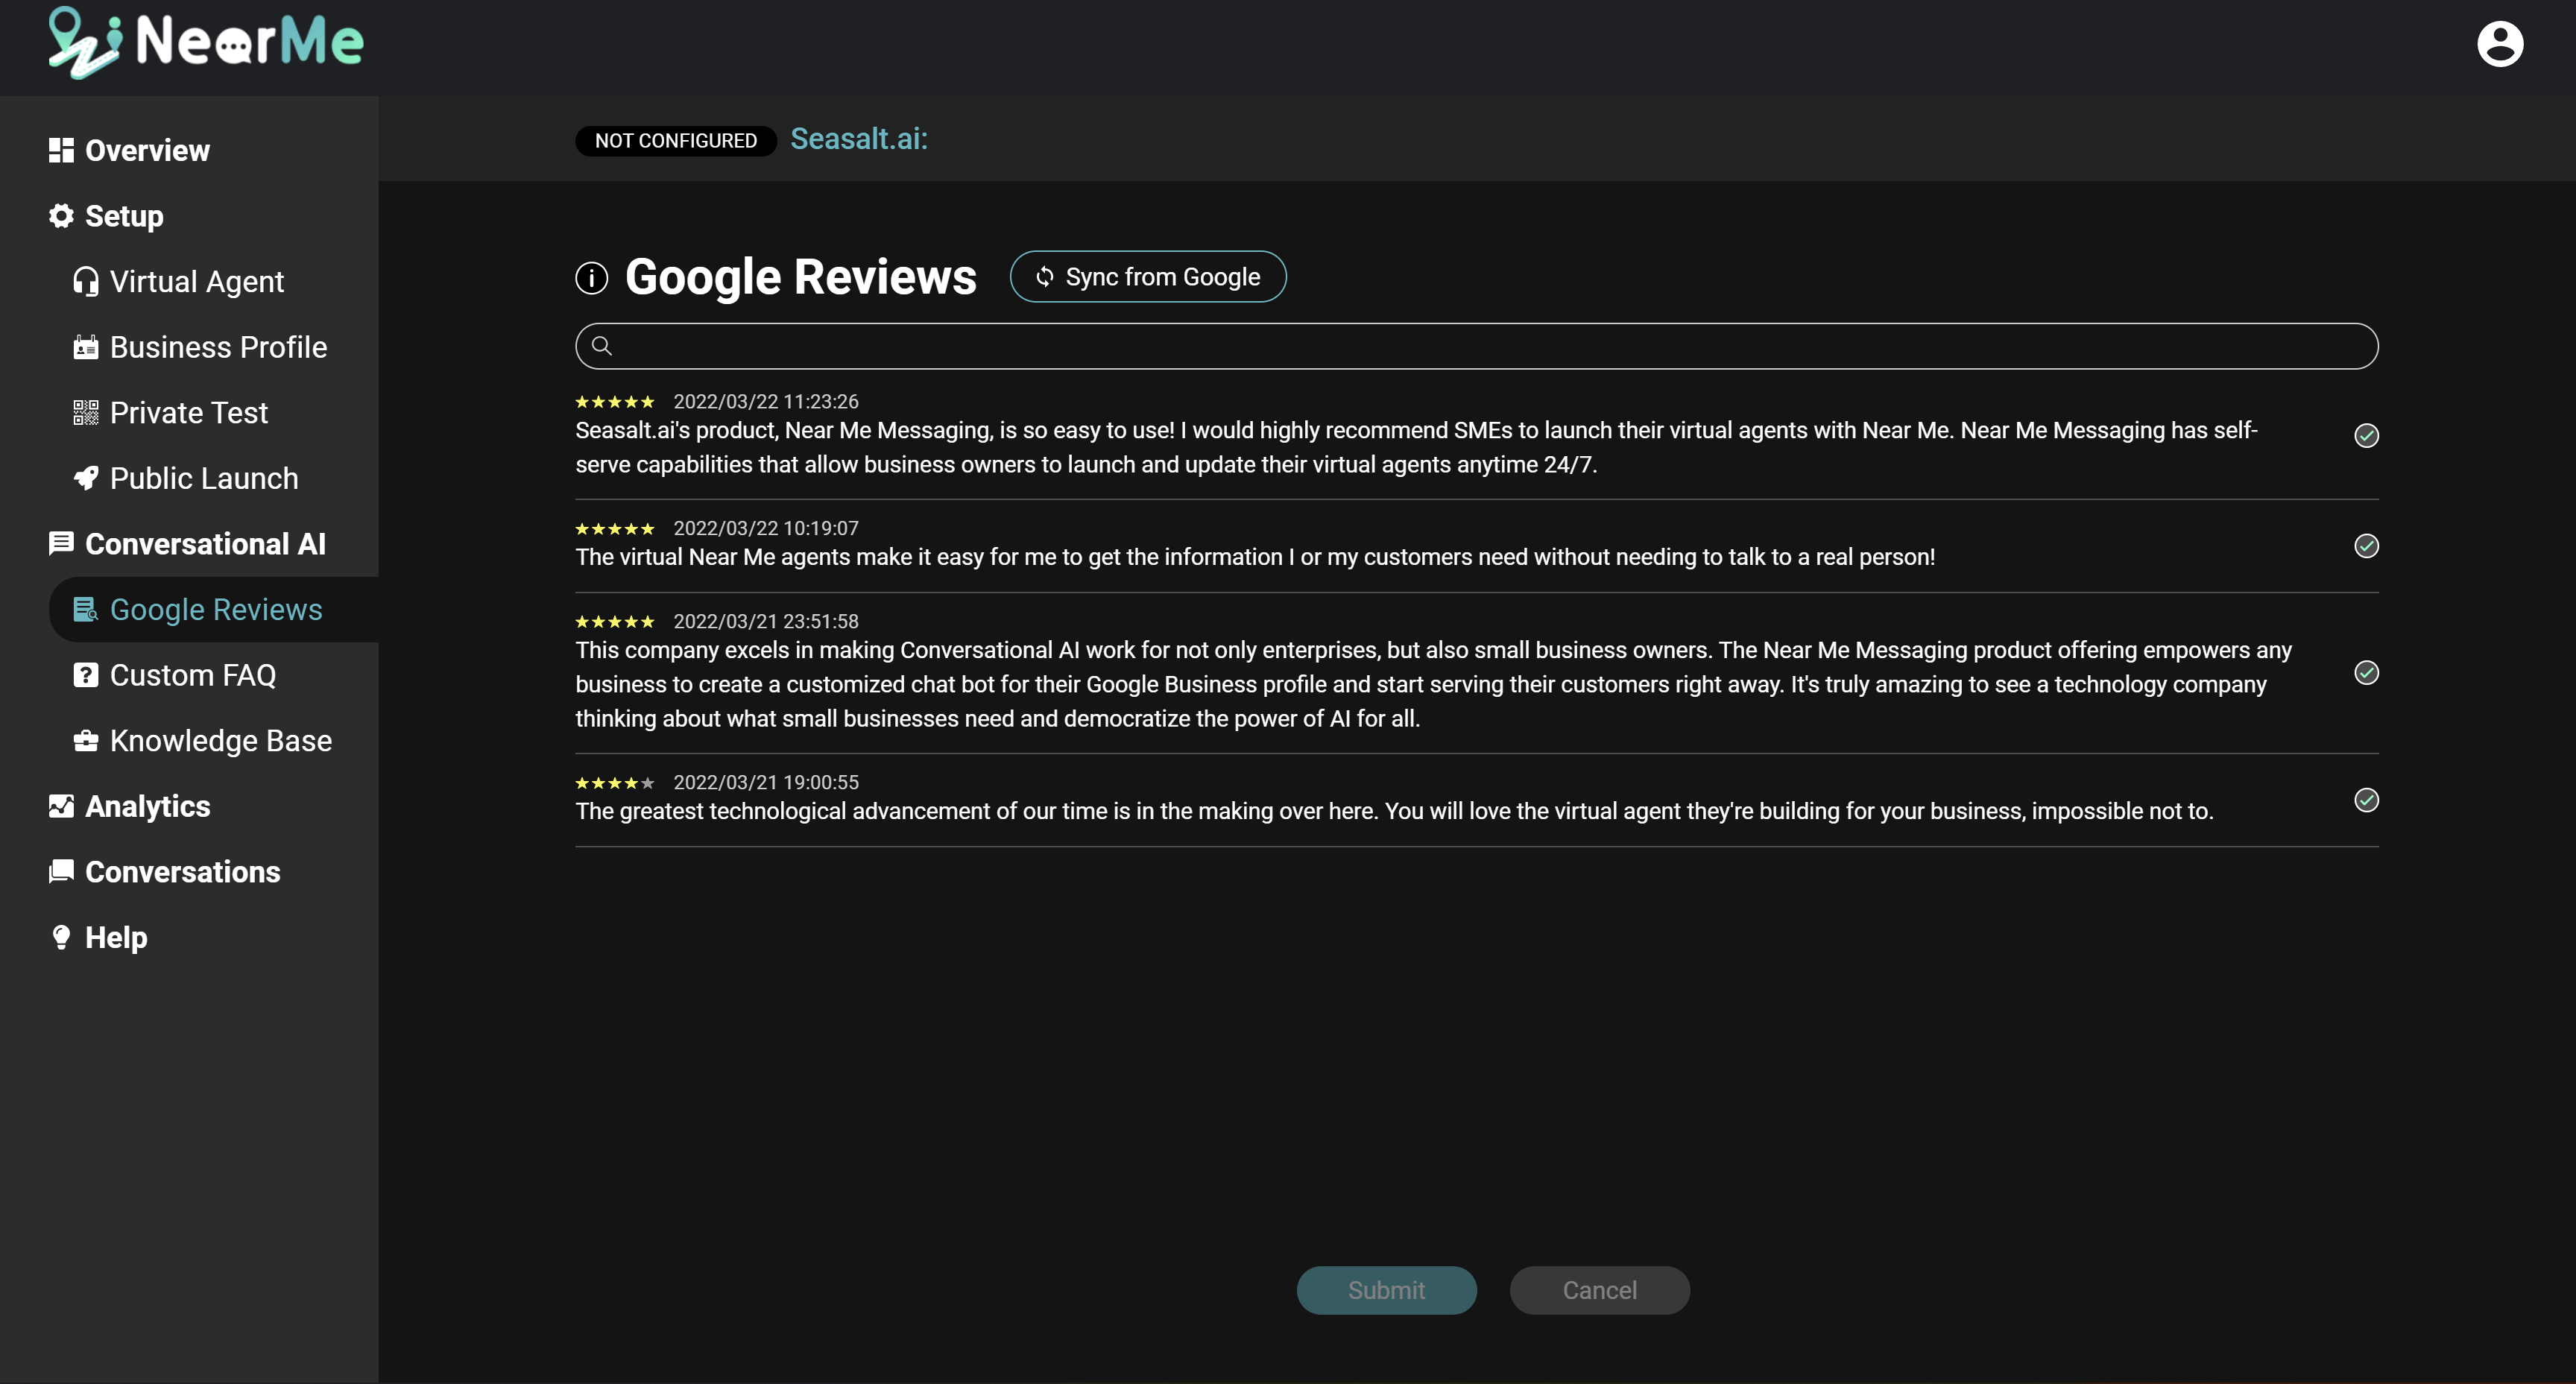 NearMe
Overview
Setup
Virtual Agent
Business Profile
Private Test
Public Launch
Conversational AI
Google Reviews
Custom FAQ
Knowledge Base
Analytics
Conversations
Help
NOT CONFIGURED Seasalt.ai:
Google Reviews Sync from Google
2022/03/22 11:23:26
Seasalt.ai's product, Near Me Messaging, is so easy to use! I would highly recommend SMEs to launch their virtual agents with Near Me. Near Me Messaging has self-
serve capabilities that allow business owners to launch and update their virtual agents anytime 24/7.
2022/03/22 10:19:07
The virtual Near Me agents make it easy for me to get the information I or my customers need without needing to talk to a real person!
2022/03/21 23:51:58
This company excels in making Conversational AI work for not only enterprises, but also small business owners. The Near Me Messaging product offering empowers any
business to create a customized chat bot for their Google Business profile and start serving their customers right away. It's truly amazing to see a technology company
thinking about what small businesses need and democratize the power of AI for all.
2022/03/21 19:00:55
The greatest technological advancement of our time is in the making over here. You will love the virtual agent they're building for your business, impossible not to.
Submit Cancel